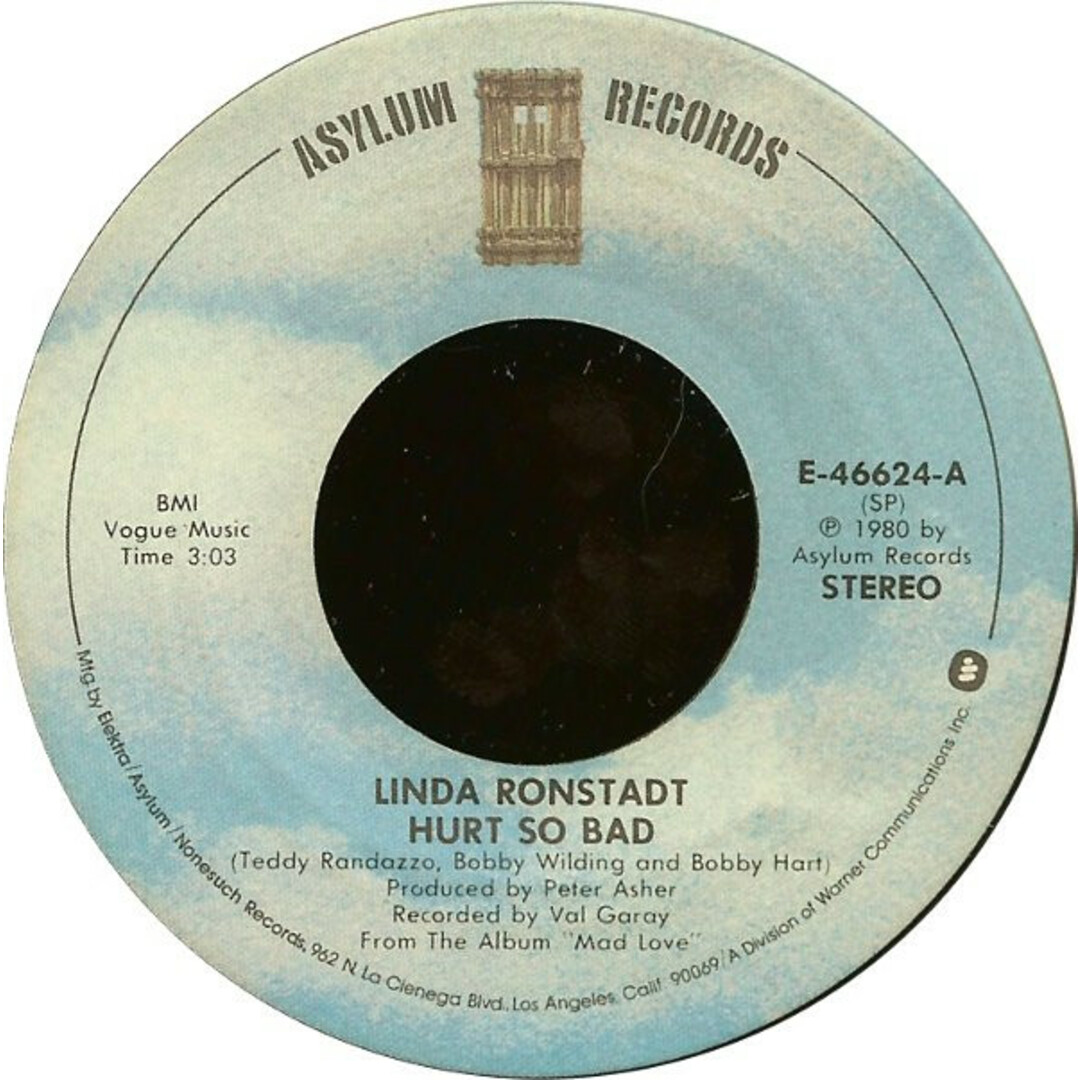 ASYLUM RECORDS
BMI
Vogue Music
Time 3:03
E-46624-A
(SP)
℗ 1980 by
Asylum Records
STEREO
LINDA RONSTADT
HURT SO BAD
(Teddy Randazzo, Bobby Wilding and Bobby Hart)
Produced by Peter Asher
Recorded by Val Garay
From The Album "Mad Love"
Mfg. by Elektra/Asylum/Nonesuch Records, 962 N. La Cienega Blvd., Los Angeles, Calif. 90069/A Division of Warner Communications Inc.